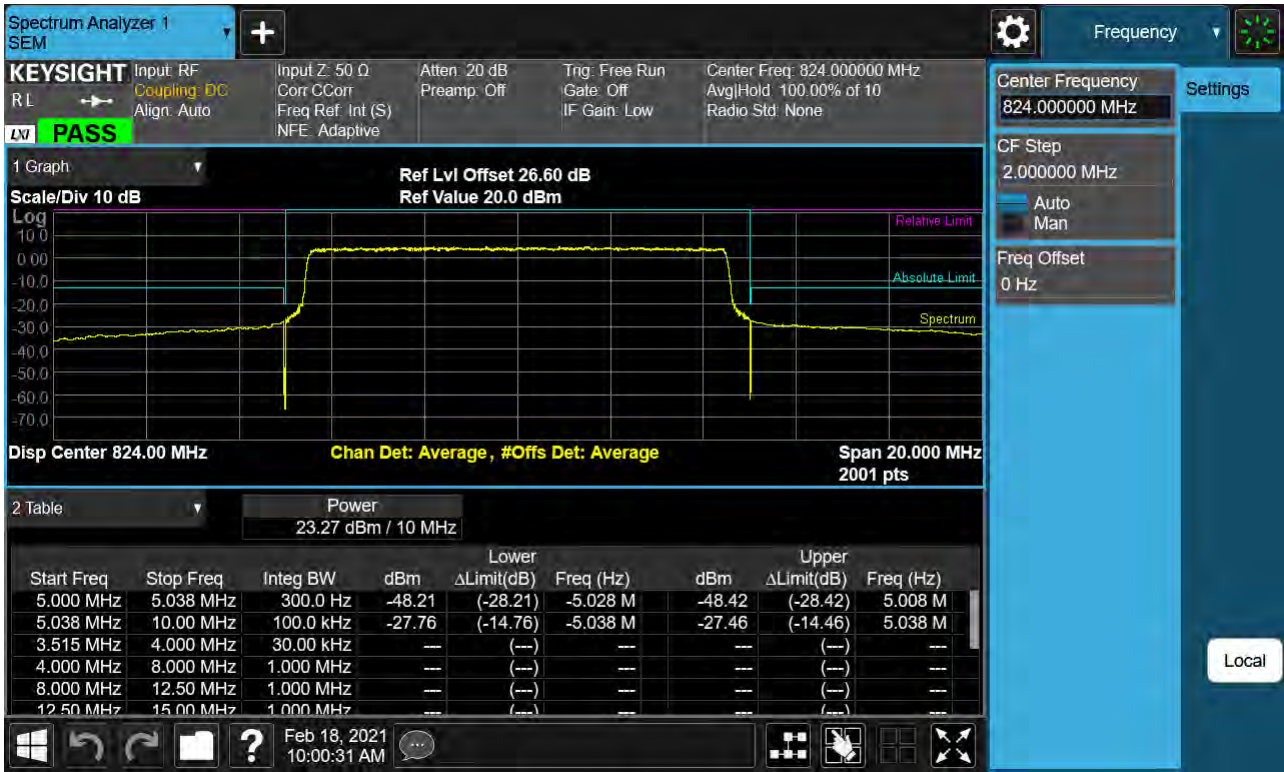 Spectrum Analyzer 1
SEM
+
Frequency
KEYSIGHT
R L
LXI
PASS
Input: RF
Coupling: DC
Align: Auto
Input Z: 50 Ω
Corr CCorr
Freq Ref: Int (S)
NFE: Adaptive
Atten: 20 dB
Preamp: Off
Trig: Free Run
Gate: Off
IF Gain: Low
Center Freq: 824.000000 MHz
Avg|Hold: 100.00% of 10
Radio Std: None
Center Frequency
824.000000 MHz
Settings
CF Step
2.000000 MHz
Auto
Man
Freq Offset
0 Hz
1 Graph
Ref Lvl Offset 26.60 dB
Scale/Div 10 dB
Ref Value 20.0 dBm
Log
10.0
0.00
-10.0
-20.0
-30.0
-40.0
-50.0
-60.0
-70.0
Relative Limit
Absolute Limit
Spectrum
Disp Center 824.00 MHz
Chan Det: Average, #Offs Det: Average
Span 20.000 MHz
2001 pts
2 Table
Power
23.27 dBm / 10 MHz
Lower Upper
Start Freq Stop Freq Integ BW dBm ΔLimit(dB) Freq (Hz) dBm ΔLimit(dB) Freq (Hz)
5.000 MHz 5.038 MHz 300.0 Hz -48.21 (-28.21) -5.028 M -48.42 (-28.42) 5.008 M
5.038 MHz 10.00 MHz 100.0 kHz -27.76 (-14.76) -5.038 M -27.46 (-14.46) 5.038 M
3.515 MHz 4.000 MHz 30.00 kHz --- (---) --- --- (---) ---
4.000 MHz 8.000 MHz 1.000 MHz --- (---) --- --- (---) ---
8.000 MHz 12.50 MHz 1.000 MHz --- (---) --- --- (---) ---
12.50 MHz 15.00 MHz 1.000 MHz --- (---) --- --- (---) ---
Local
?
Feb 18, 2021
10:00:31 AM